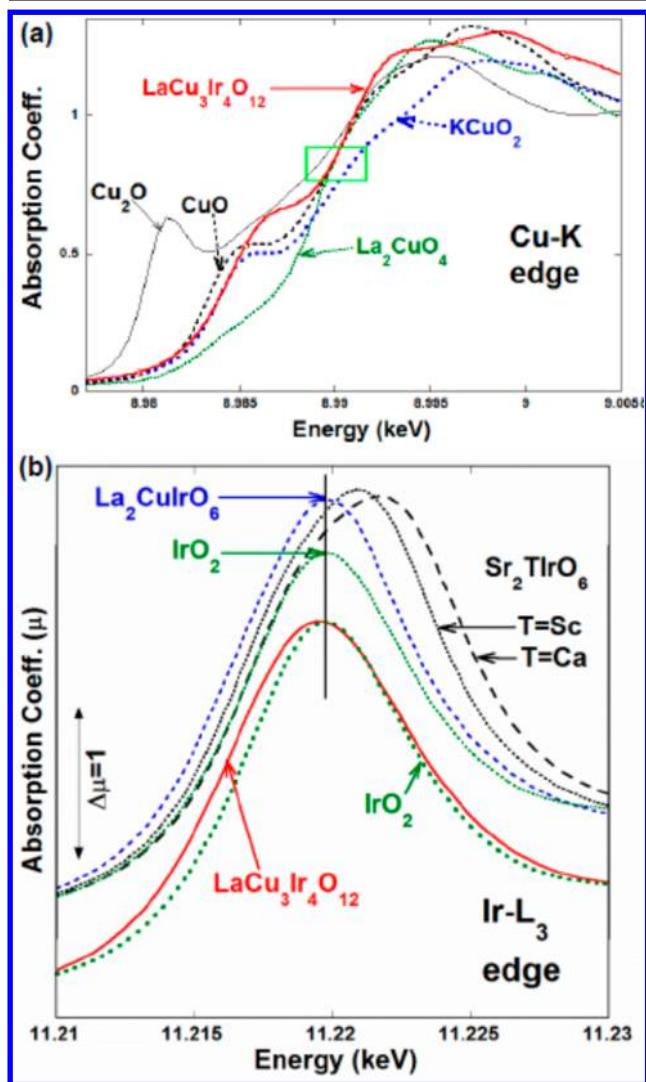 (a)
LaCu₃Ir₄O₁₂
KCuO₂
Cu₂O
CuO
La₂CuO₄
Cu-K
edge
Absorption Coeff.
1
0.5
0
8.98 8.985 8.99 8.995 9 9.005
Energy (keV)
(b)
La₂CuIrO₆
IrO₂
Sr₂TIrO₆
T=Sc
T=Ca
Absorption Coeff. (μ)
Δμ=1
IrO₂
LaCu₃Ir₄O₁₂
Ir-L₃
edge
11.21 11.215 11.22 11.225 11.23
Energy (keV)